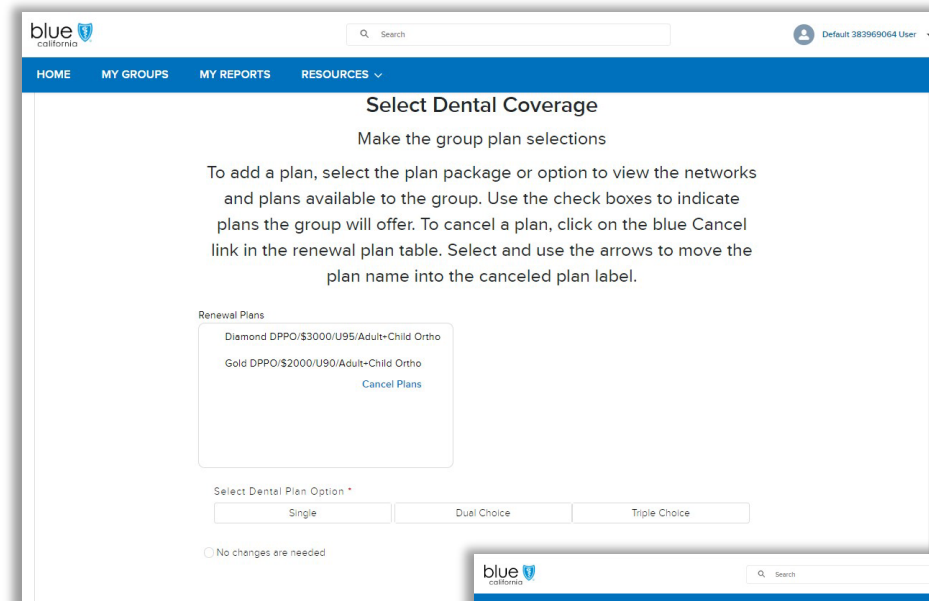 blue
california
Search
Default 383969064 User
HOME MY GROUPS MY REPORTS RESOURCES
Select Dental Coverage
Make the group plan selections
To add a plan, select the plan package or option to view the networks
and plans available to the group. Use the check boxes to indicate
plans the group will offer. To cancel a plan, click on the blue Cancel
link in the renewal plan table. Select and use the arrows to move the
plan name into the canceled plan label.
Renewal Plans
Diamond DPPO/$3000/U95/Adult+Child Ortho
Gold DPPO/$2000/U90/Adult+Child Ortho
Cancel Plans
Select Dental Plan Option *
Single Dual Choice Triple Choice
No changes are needed
blue
california
Search